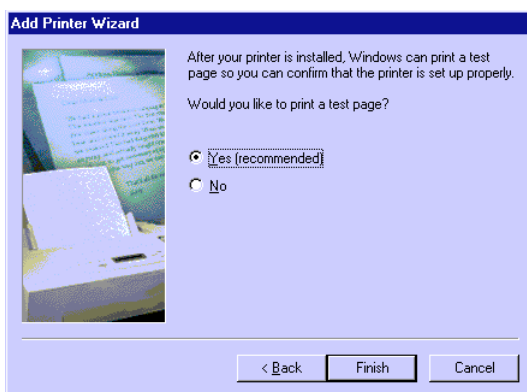 Add Printer Wizard
After your printer is installed, Windows can print a test
page so you can confirm that the printer is set up properly.
Would you like to print a test page?
Yes (recommended)
No
< Back
Finish
Cancel